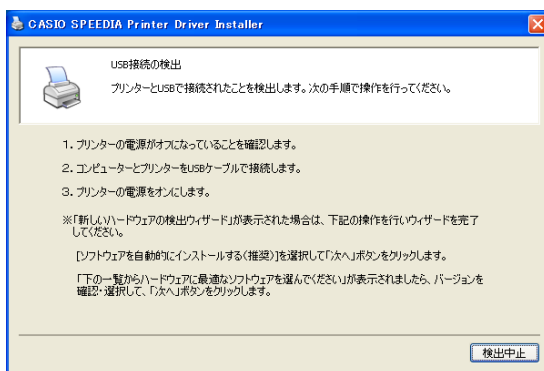 CASIO SPEEDIA Printer Driver Installer
USB接続の検出
プリンターとUSBで接続されたことを検出します。次の手順で操作を行ってください。
1. プリンターの電源がオフになっていることを確認します。
2. コンピューターとプリンターをUSBケーブルで接続します。
3. プリンターの電源をオンにします。
※「新しいハードウェアの検出ウィザード」が表示された場合は、下記の操作を行いウィザードを完了
してください。
[ソフトウェアを自動的にインストールする(推奨)]を選択して「次へ」ボタンをクリックします。
「下の一覧からハードウェアに最適なソフトウェアを選んでください」が表示されましたら、バージョンを
確認・選択して、「次へ」ボタンをクリックします。
検出中止